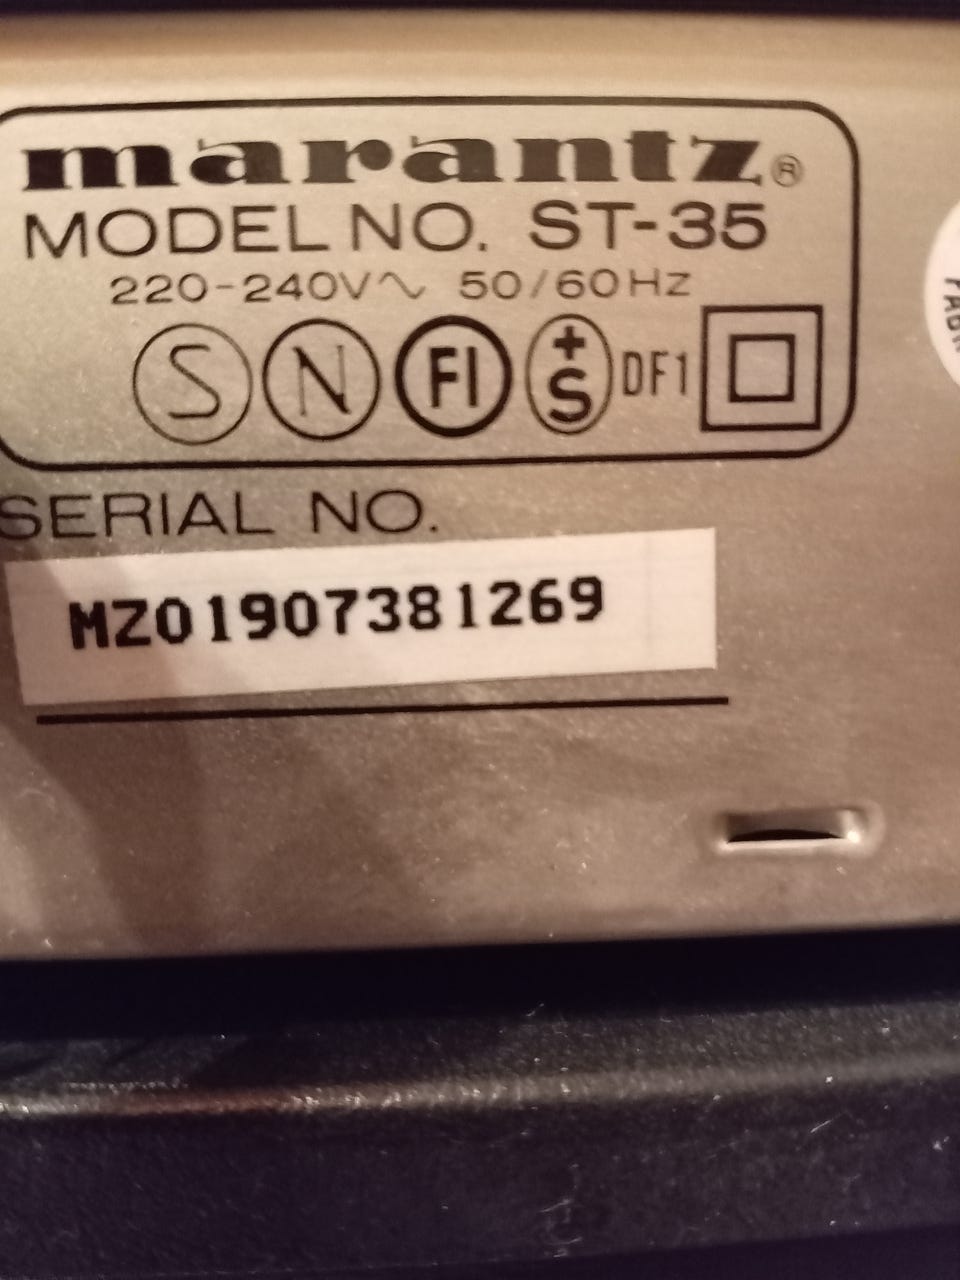 marantz®
MODEL NO. ST-35
220-240V∿ 50/60Hz
S N FI +S DF1
SERIAL NO.
MZ01907381269